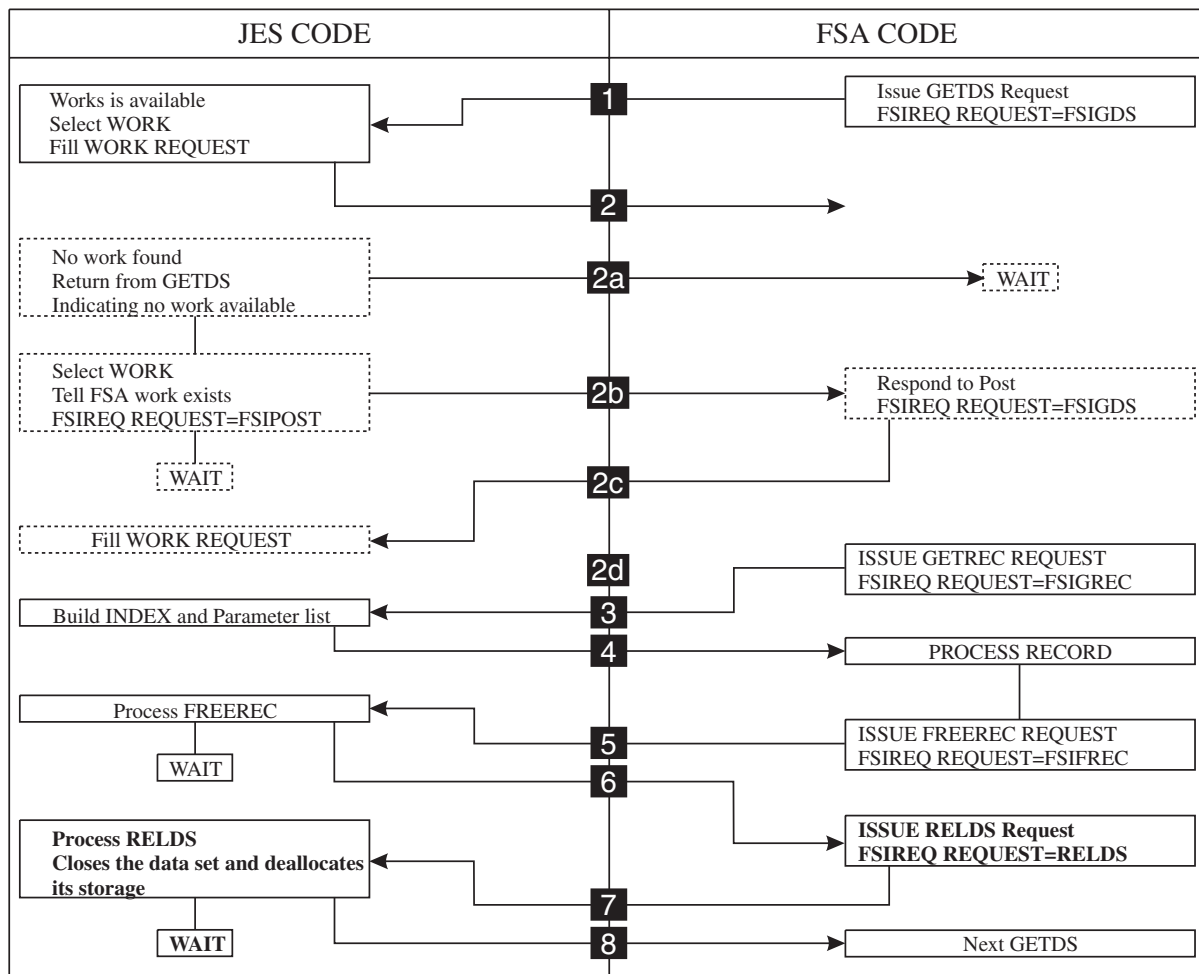 JES CODE
FSA CODE
Works is available
Select WORK
Fill WORK REQUEST
1
Issue GETDS Request
FSIREQ REQUEST=FSIGDS
2
No work found
Return from GETDS
Indicating no work available
2a
WAIT
Select WORK
Tell FSA work exists
FSIREQ REQUEST=FSIPOST
2b
Respond to Post
FSIREQ REQUEST=FSIGDS
WAIT
2c
Fill WORK REQUEST
2d
ISSUE GETREC REQUEST
FSIREQ REQUEST=FSIGREC
Build INDEX and Parameter list
3
4
PROCESS RECORD
Process FREEREC
5
ISSUE FREEREC REQUEST
FSIREQ REQUEST=FSIFREC
WAIT
6
Process RELDS
Closes the data set and deallocates
its storage
ISSUE RELDS Request
FSIREQ REQUEST=RELDS
7
WAIT
8
Next GETDS